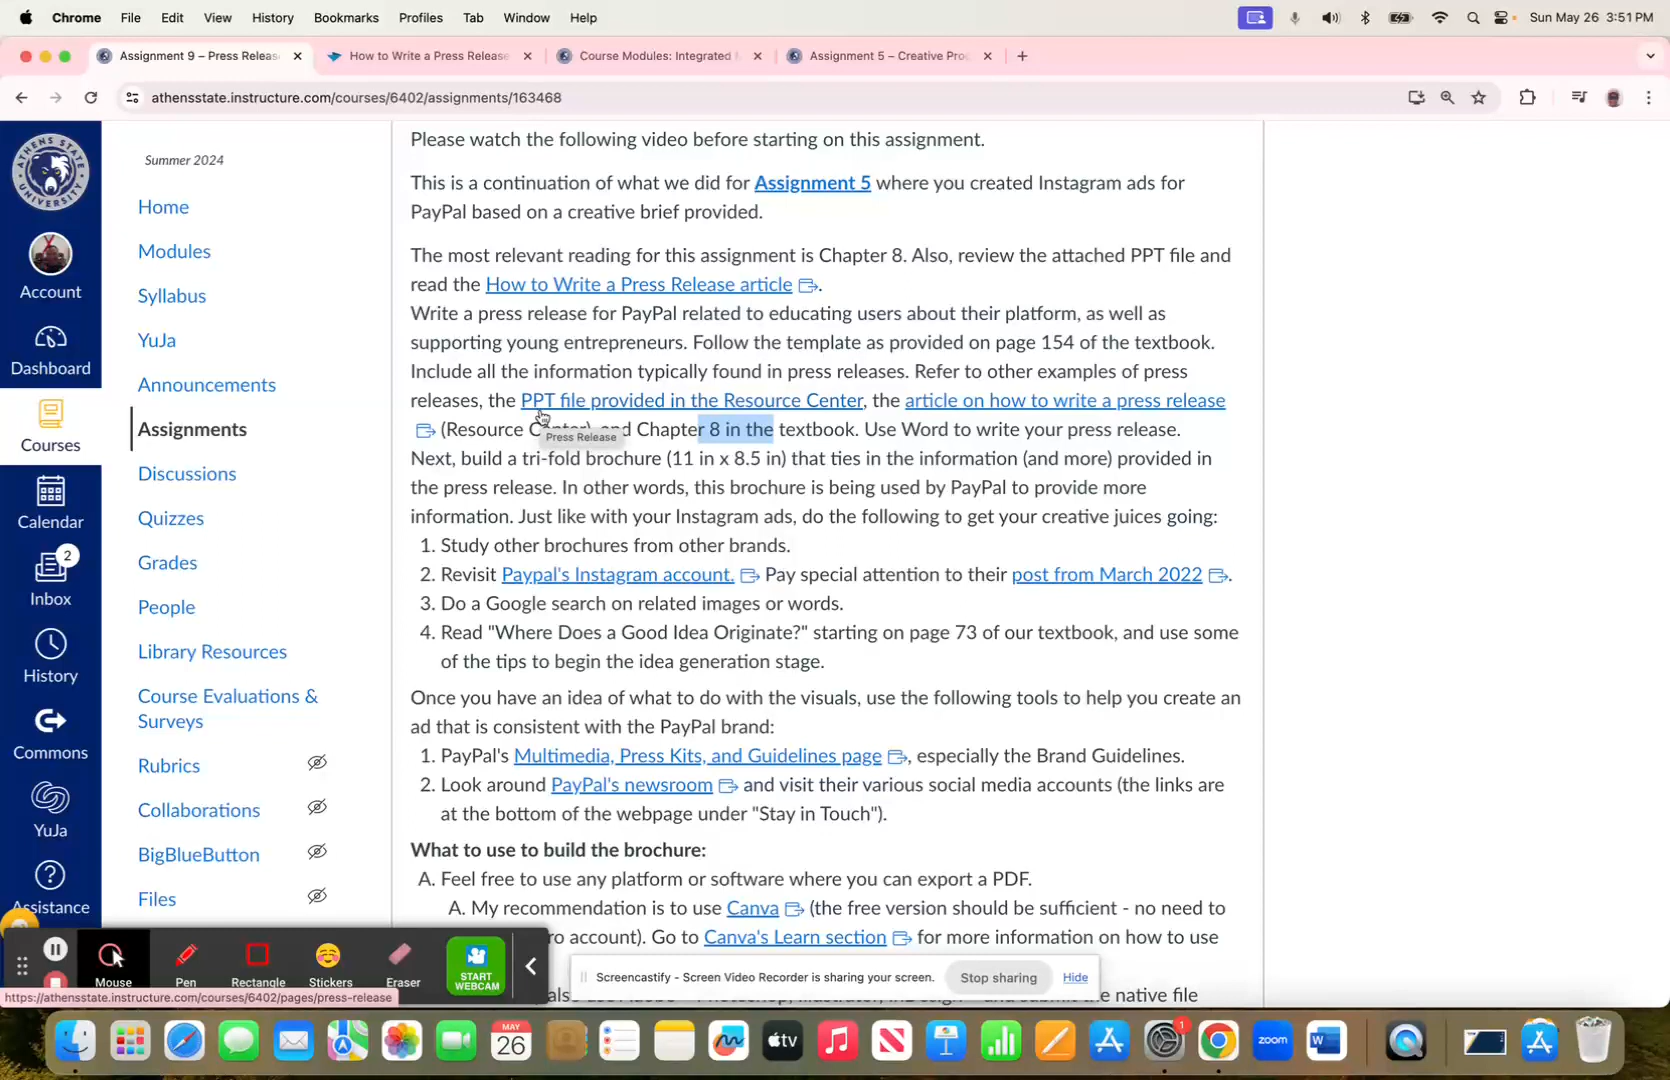 Chrome File Edit View History Bookmarks Profiles Tab Window Help Sun May 26 3:51 PM
Assignment 9 – Press Releas How to Write a Press Release Course Modules: Integrated Assignment 5 – Creative Pro
athensstate.instructure.com/courses/6402/assignments/163468
ATHENS STATE UNIVERSITY
Account
Dashboard
Courses
Calendar
2
Inbox
History
Commons
YuJa
Assistance
Summer 2024
Home
Modules
Syllabus
YuJa
Announcements
Assignments
Discussions
Quizzes
Grades
People
Library Resources
Course Evaluations &
Surveys
Rubrics
Collaborations
BigBlueButton
Files
Please watch the following video before starting on this assignment.
This is a continuation of what we did for Assignment 5 where you created Instagram ads for
PayPal based on a creative brief provided.
The most relevant reading for this assignment is Chapter 8. Also, review the attached PPT file and
read the How to Write a Press Release article .
Write a press release for PayPal related to educating users about their platform, as well as
supporting young entrepreneurs. Follow the template as provided on page 154 of the textbook.
Include all the information typically found in press releases. Refer to other examples of press
releases, the PPT file provided in the Resource Center, the article on how to write a press release
(Resource Center), and Chapter 8 in the textbook. Use Word to write your press release.
Press Release
Next, build a tri-fold brochure (11 in x 8.5 in) that ties in the information (and more) provided in
the press release. In other words, this brochure is being used by PayPal to provide more
information. Just like with your Instagram ads, do the following to get your creative juices going:
1. Study other brochures from other brands.
2. Revisit Paypal's Instagram account. Pay special attention to their post from March 2022 .
3. Do a Google search on related images or words.
4. Read "Where Does a Good Idea Originate?" starting on page 73 of our textbook, and use some
of the tips to begin the idea generation stage.
Once you have an idea of what to do with the visuals, use the following tools to help you create an
ad that is consistent with the PayPal brand:
1. PayPal's Multimedia, Press Kits, and Guidelines page , especially the Brand Guidelines.
2. Look around PayPal's newsroom and visit their various social media accounts (the links are
at the bottom of the webpage under "Stay in Touch").
What to use to build the brochure:
A. Feel free to use any platform or software where you can export a PDF.
A. My recommendation is to use Canva (the free version should be sufficient - no need to
ro account). Go to Canva's Learn section for more information on how to use
the native file
Mouse Pen Rectangle Stickers Eraser START WEBCAM
Screencastify - Screen Video Recorder is sharing your screen. Stop sharing Hide
https://athensstate.instructure.com/courses/6402/pages/press-release
MAY
26
tv
1
zoom
W